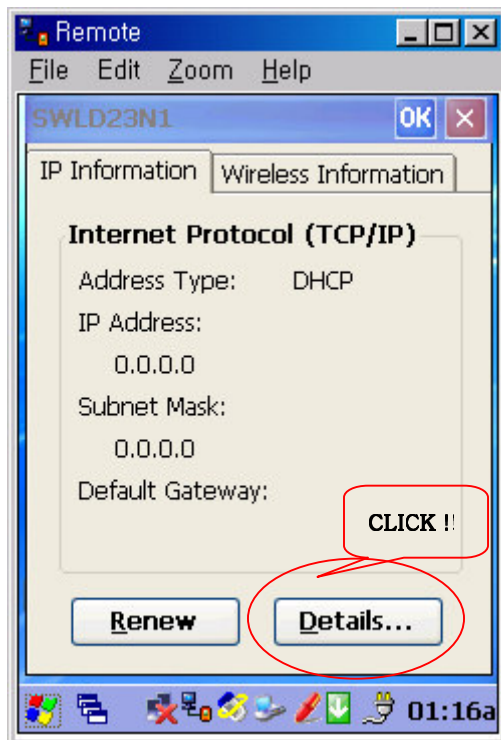 Remote
File Edit Zoom Help
SWLD23N1 OK
IP Information Wireless Information
Internet Protocol (TCP/IP)
Address Type: DHCP
IP Address:
0.0.0.0
Subnet Mask:
0.0.0.0
Default Gateway:
CLICK !!
Renew Details...
01:16a